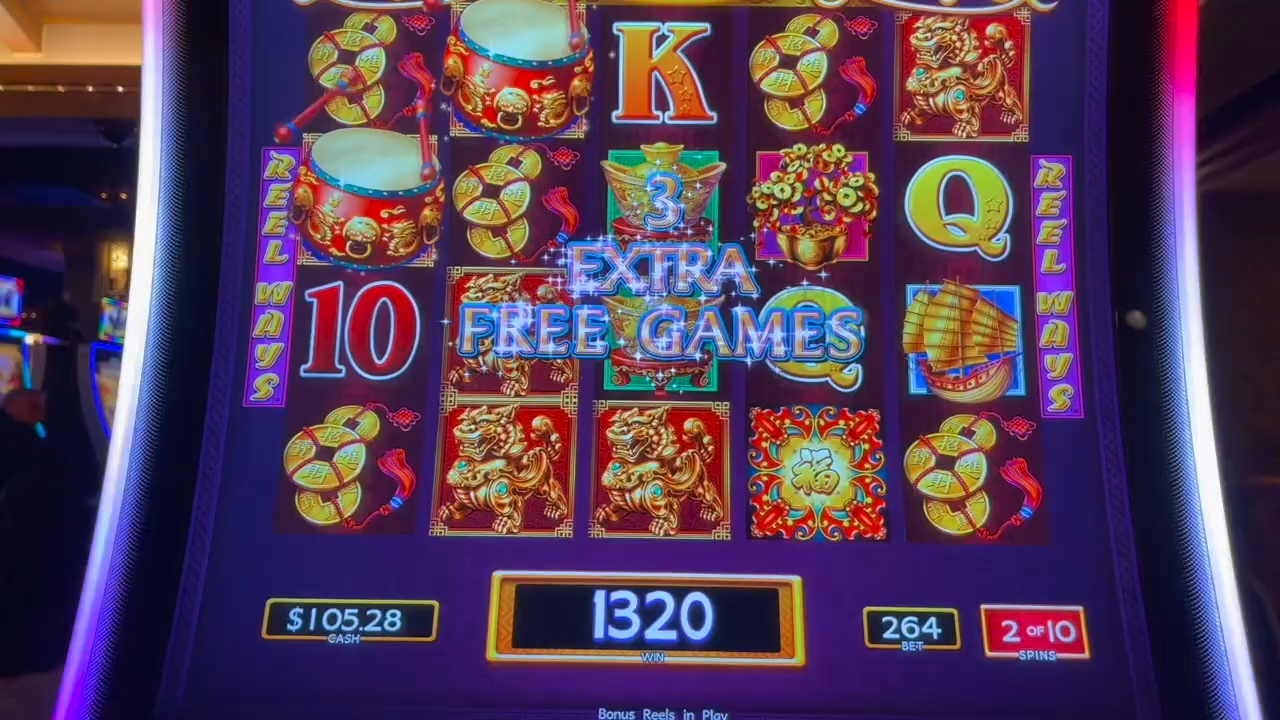 K
REEL WAYS
3
Q
REEL WAYS
EXTRA
FREE GAMES
10
Q
福
$105.28
CASH
1320
WIN
264
BET
2 OF 10
SPINS
Bonus Reels in Play